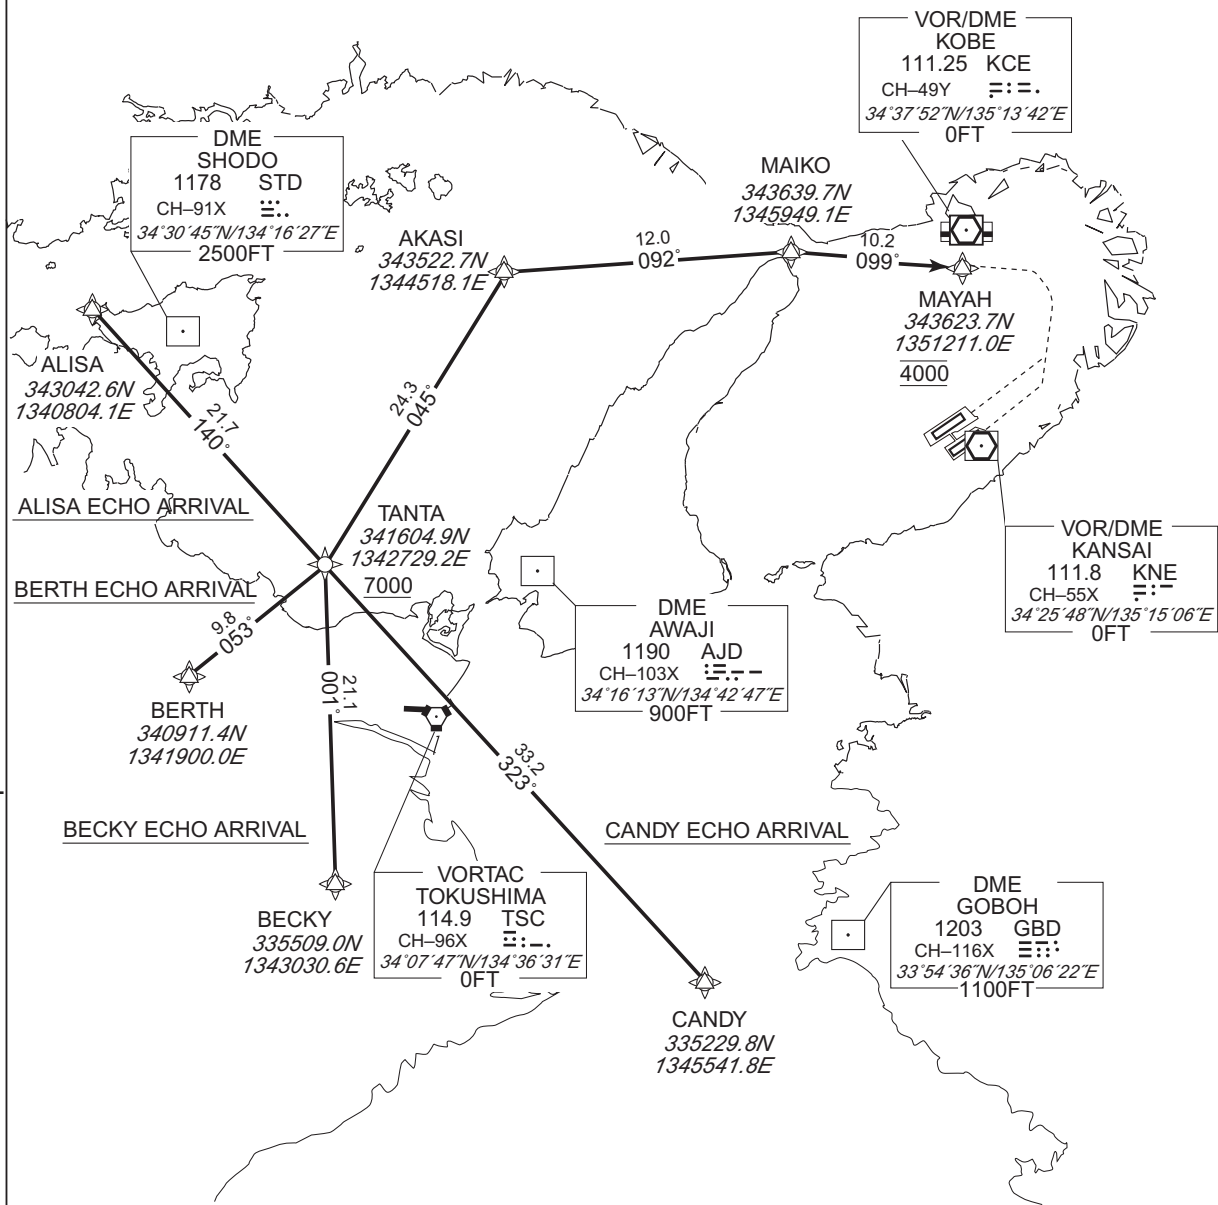 VOR/DME
KOBE
111.25 KCE
CH–49Y
34°37´52˝N/135°13´42˝E
0FT
DME
SHODO
1178 STD
CH–91X
34°30´45˝N/134°16´27˝E
2500FT
MAIKO
343639.7N
1345949.1E
AKASI
343522.7N
1344518.1E
12.0
092°
10.2
099°
MAYAH
343623.7N
1351211.0E
4000
ALISA
343042.6N
1340804.1E
21.7
140°
24.3
045°
ALISA ECHO ARRIVAL
TANTA
341604.9N
1342729.2E
7000
VOR/DME
KANSAI
111.8 KNE
CH–55X
34°25´48˝N/135°15´06˝E
0FT
BERTH ECHO ARRIVAL
9.8
053°
DME
AWAJI
1190 AJD
CH–103X
34°16´13˝N/134°42´47˝E
900FT
21.1
001°
BERTH
340911.4N
1341900.0E
33.2
323°
BECKY ECHO ARRIVAL
CANDY ECHO ARRIVAL
VORTAC
TOKUSHIMA
114.9 TSC
CH–96X
34°07´47˝N/134°36´31˝E
0FT
BECKY
335509.0N
1343030.6E
DME
GOBOH
1203 GBD
CH–116X
33°54´36˝N/135°06´22˝E
1100FT
CANDY
335229.8N
1345541.8E